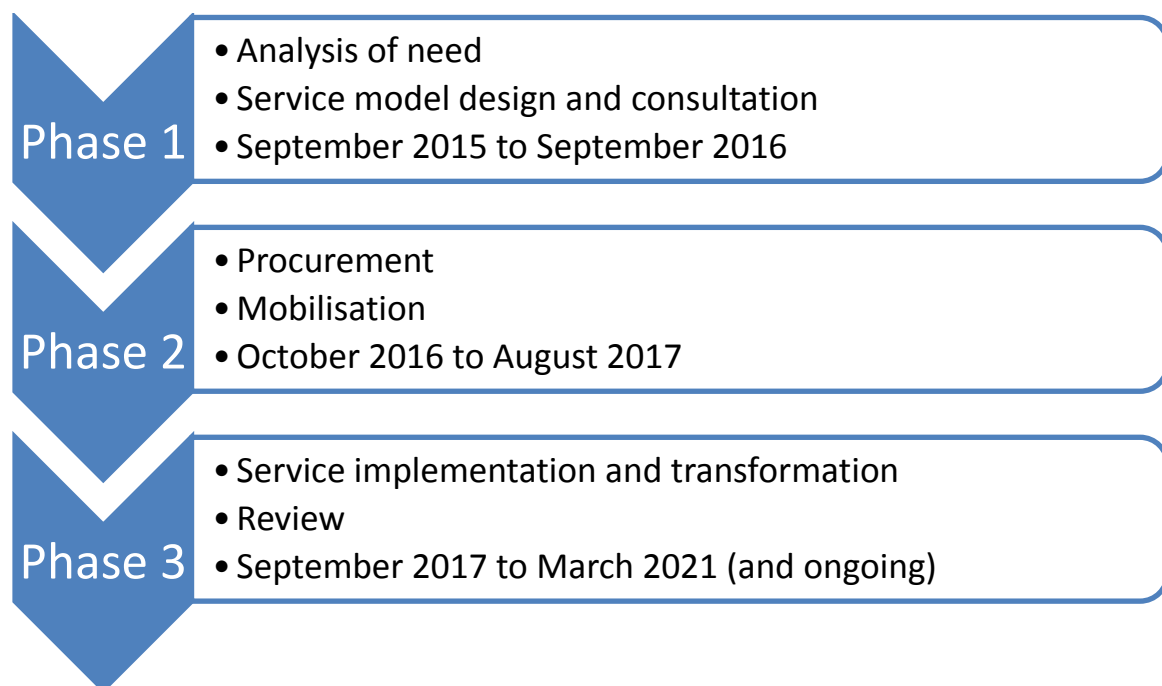 Phase 1
• Analysis of need
• Service model design and consultation
• September 2015 to September 2016
Phase 2
• Procurement
• Mobilisation
• October 2016 to August 2017
Phase 3
• Service implementation and transformation
• Review
• September 2017 to March 2021 (and ongoing)